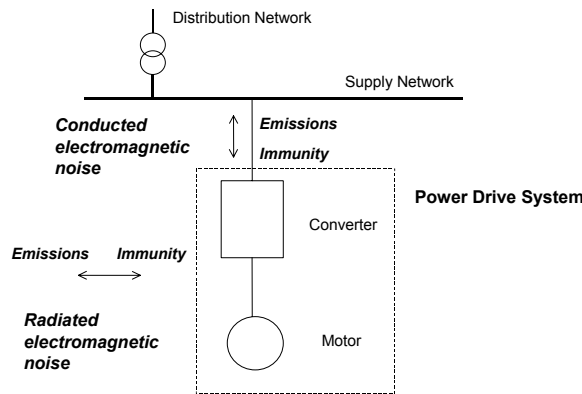 Distribution Network
Supply Network
Conducted
electromagnetic
noise
Emissions
Immunity
Power Drive System
Converter
Emissions Immunity
Radiated
electromagnetic
noise
Motor